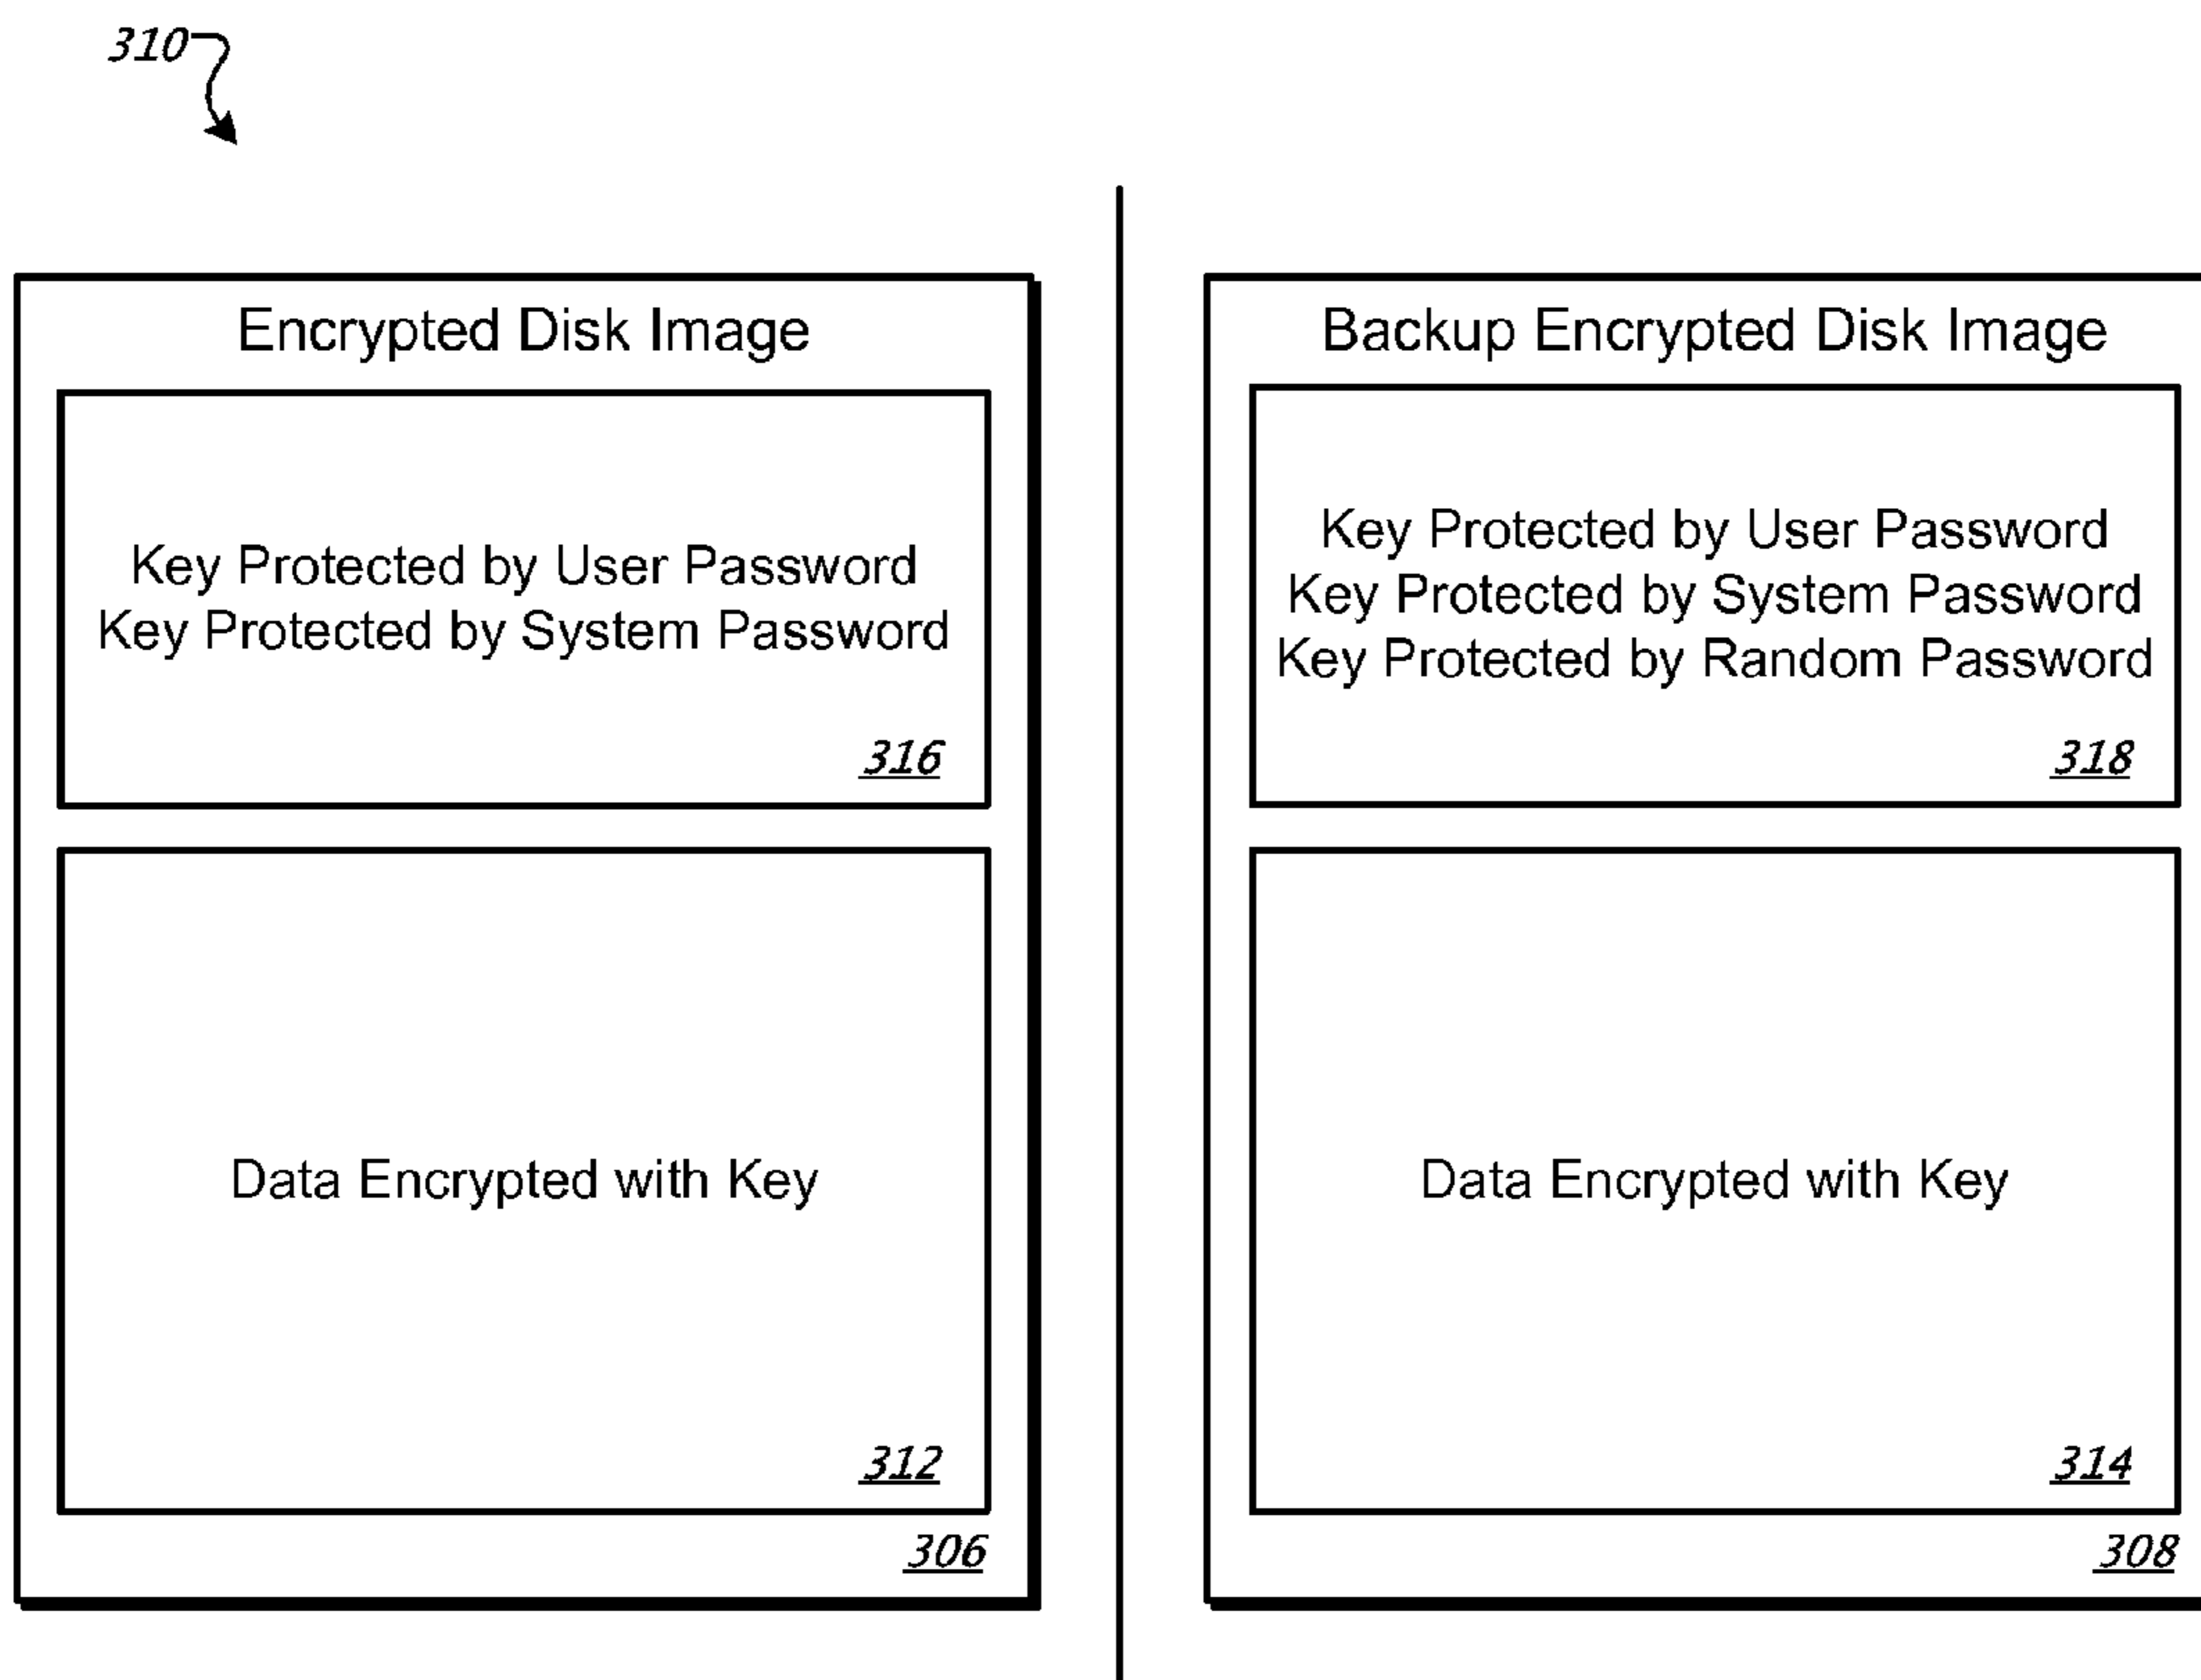 310
Encrypted Disk Image
Key Protected by User Password
Key Protected by System Password
316
Data Encrypted with Key
312
306
Backup Encrypted Disk Image
Key Protected by User Password
Key Protected by System Password
Key Protected by Random Password
318
Data Encrypted with Key
314
308